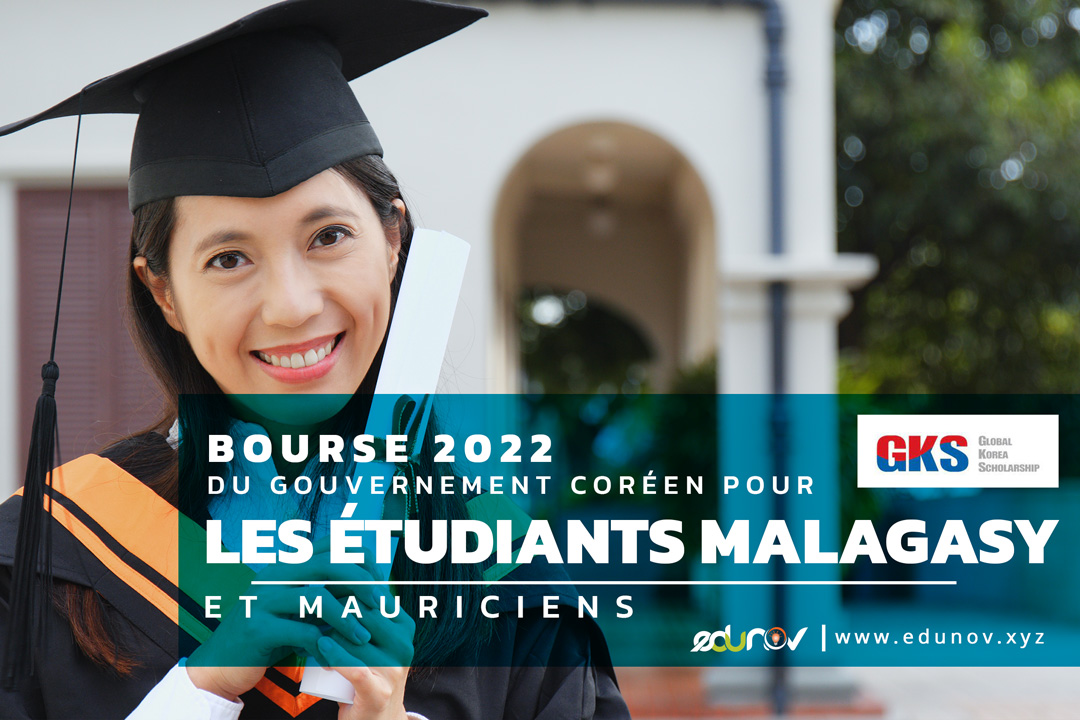 BOURSE 2022
DU GOUVERNEMENT CORÉEN POUR
LES ÉTUDIANTS MALAGASY
ET MAURICIENS
GKS
Global
Korea
Scholarship
edunov | www.edunov.xyz